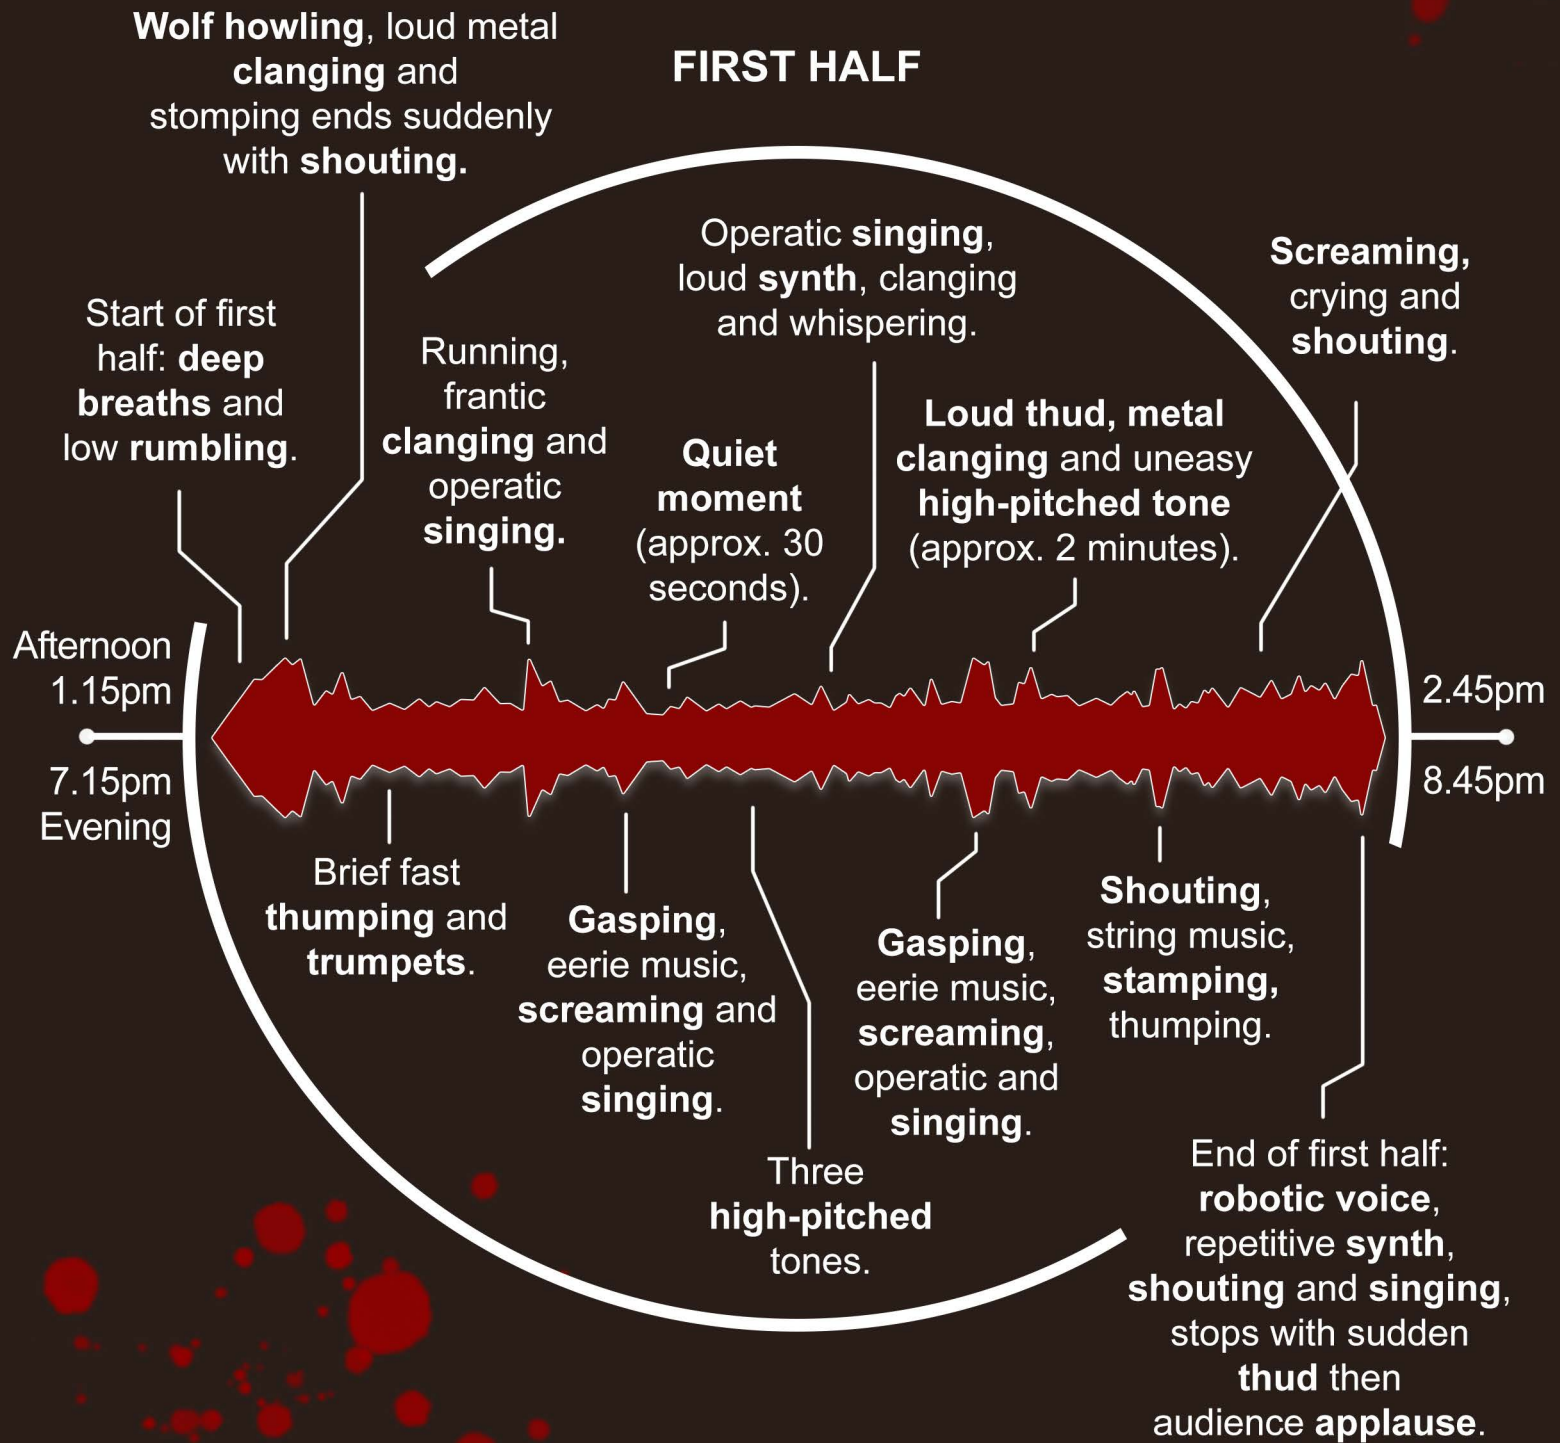 FIRST HALF
Wolf howling, loud metal
clanging and
stomping ends suddenly
with shouting.
Start of first
half: deep
breaths and
low rumbling.
Running,
frantic
clanging and
operatic
singing.
Quiet
moment
(approx. 30
seconds).
Operatic singing,
loud synth, clanging
and whispering.
Loud thud, metal
clanging and uneasy
high-pitched tone
(approx. 2 minutes).
Screaming,
crying and
shouting.
Afternoon
1.15pm
7.15pm
Evening
2.45pm
8.45pm
Brief fast
thumping and
trumpets.
Gasping,
eerie music,
screaming and
operatic
singing.
Three
high-pitched
tones.
Gasping,
eerie music,
screaming,
operatic and
singing.
Shouting,
string music,
stamping,
thumping.
End of first half:
robotic voice,
repetitive synth,
shouting and singing,
stops with sudden
thud then
audience applause.